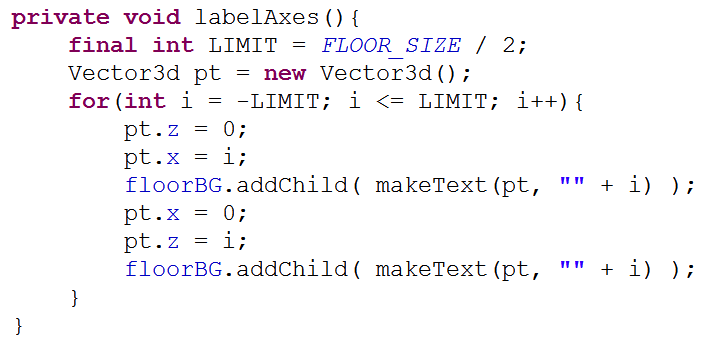 private void labelAxes(){
    final int LIMIT = FLOOR_SIZE / 2;
    Vector3d pt = new Vector3d();
    for(int i = -LIMIT; i <= LIMIT; i++){
        pt.z = 0;
        pt.x = i;
        floorBG.addChild( makeText(pt, "" + i) );
        pt.x = 0;
        pt.z = i;
        floorBG.addChild( makeText(pt, "" + i) );
    }
}